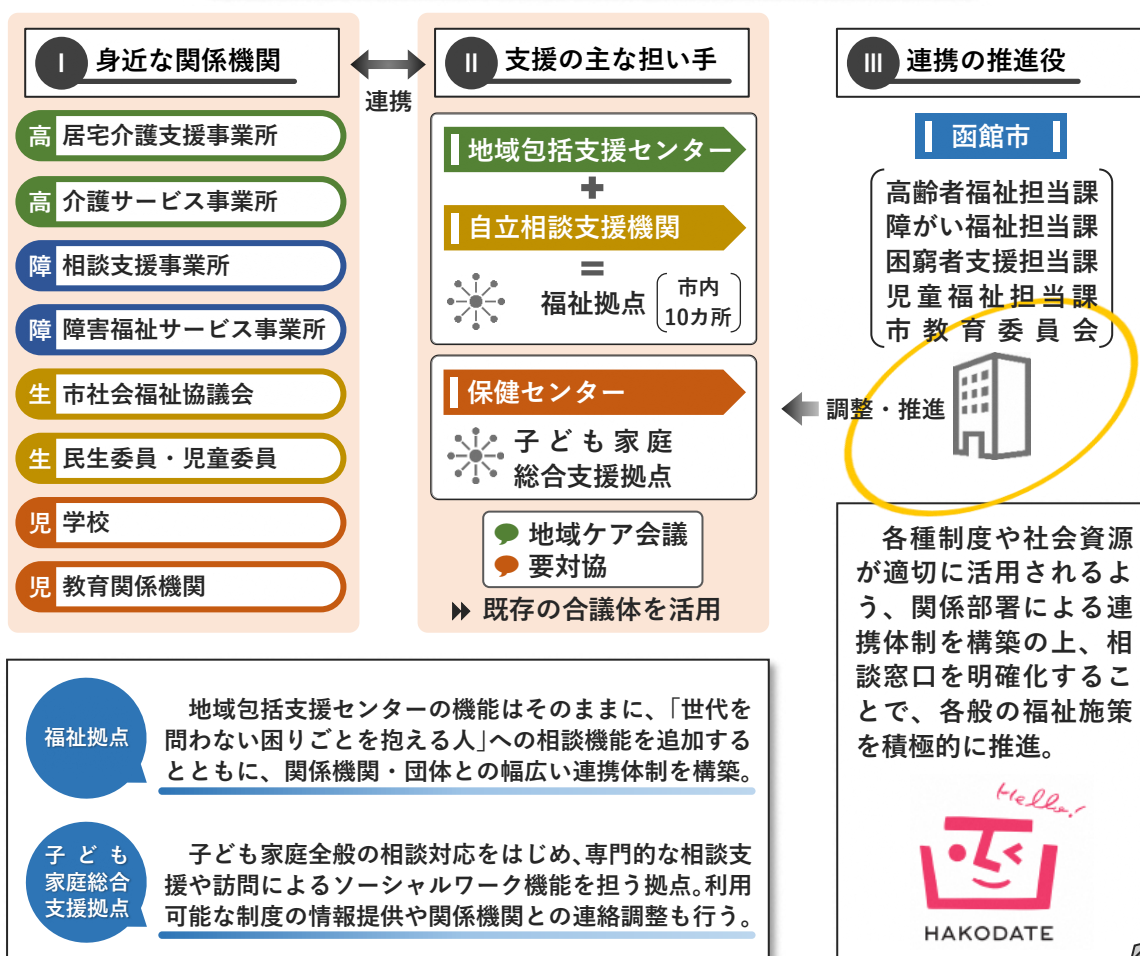 I 身近な関係機関
連携
高 居宅介護支援事業所
高 介護サービス事業所
障 相談支援事業所
障 障害福祉サービス事業所
生 市社会福祉協議会
生 民生委員・児童委員
児 学校
児 教育関係機関
II 支援の主な担い手
地域包括支援センター
+
自立相談支援機関
=
福祉拠点
市内
10カ所
保健センター
子ども家庭
総合支援拠点
地域ケア会議
要対協
既存の合議体を活用
III 連携の推進役
函館市
高齢者福祉担当課
障がい福祉担当課
困窮者支援担当課
児童福祉担当課
市教育委員会
調整・推進
各種制度や社会資源
が適切に活用されるよ
う、関係部署による連
携体制を構築の上、相
談窓口を明確化するこ
とで、各般の福祉施策
を積極的に推進。
Hello!
HAKODATE
福祉拠点
地域包括支援センターの機能はそのままに、「世代を
問わない困りごとを抱える人」への相談機能を追加する
とともに、関係機関・団体との幅広い連携体制を構築。
子ども
家庭総合
支援拠点
子ども家庭全般の相談対応をはじめ、専門的な相談支
援や訪問によるソーシャルワーク機能を担う拠点。利用
可能な制度の情報提供や関係機関との連絡調整も行う。